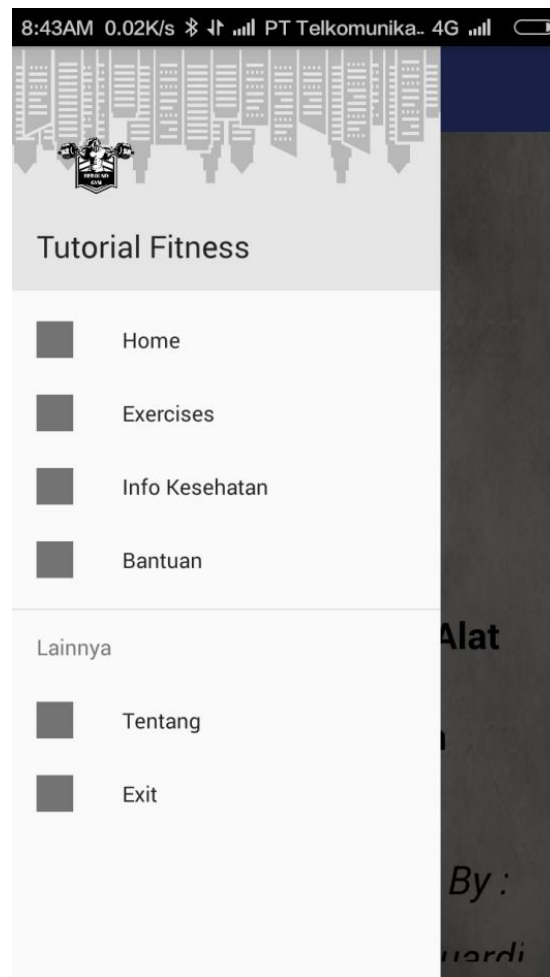 8:43AM 0.02K/s PT Telkomunika.. 4G
Tutorial Fitness
Home
Exercises
Info Kesehatan
Bantuan
Alat
Lainnya
Tentang
Exit
By :